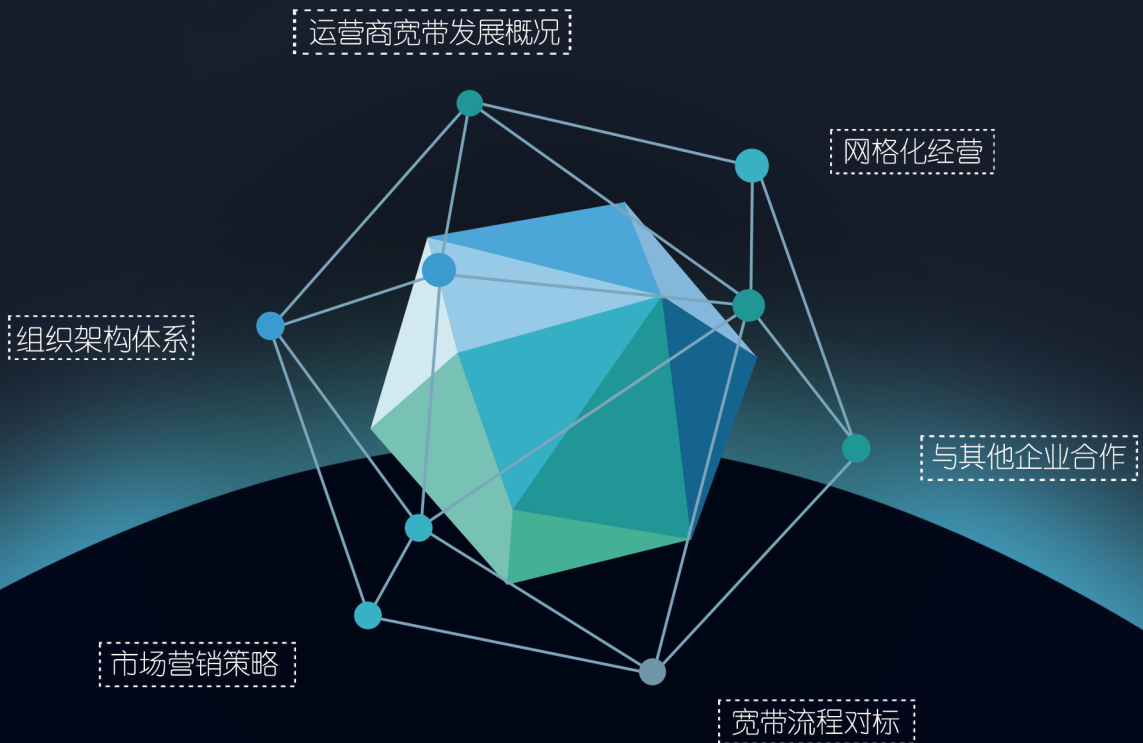 运营商宽带发展概况
网格化经营
组织架构体系
与其他企业合作
市场营销策略
宽带流程对标